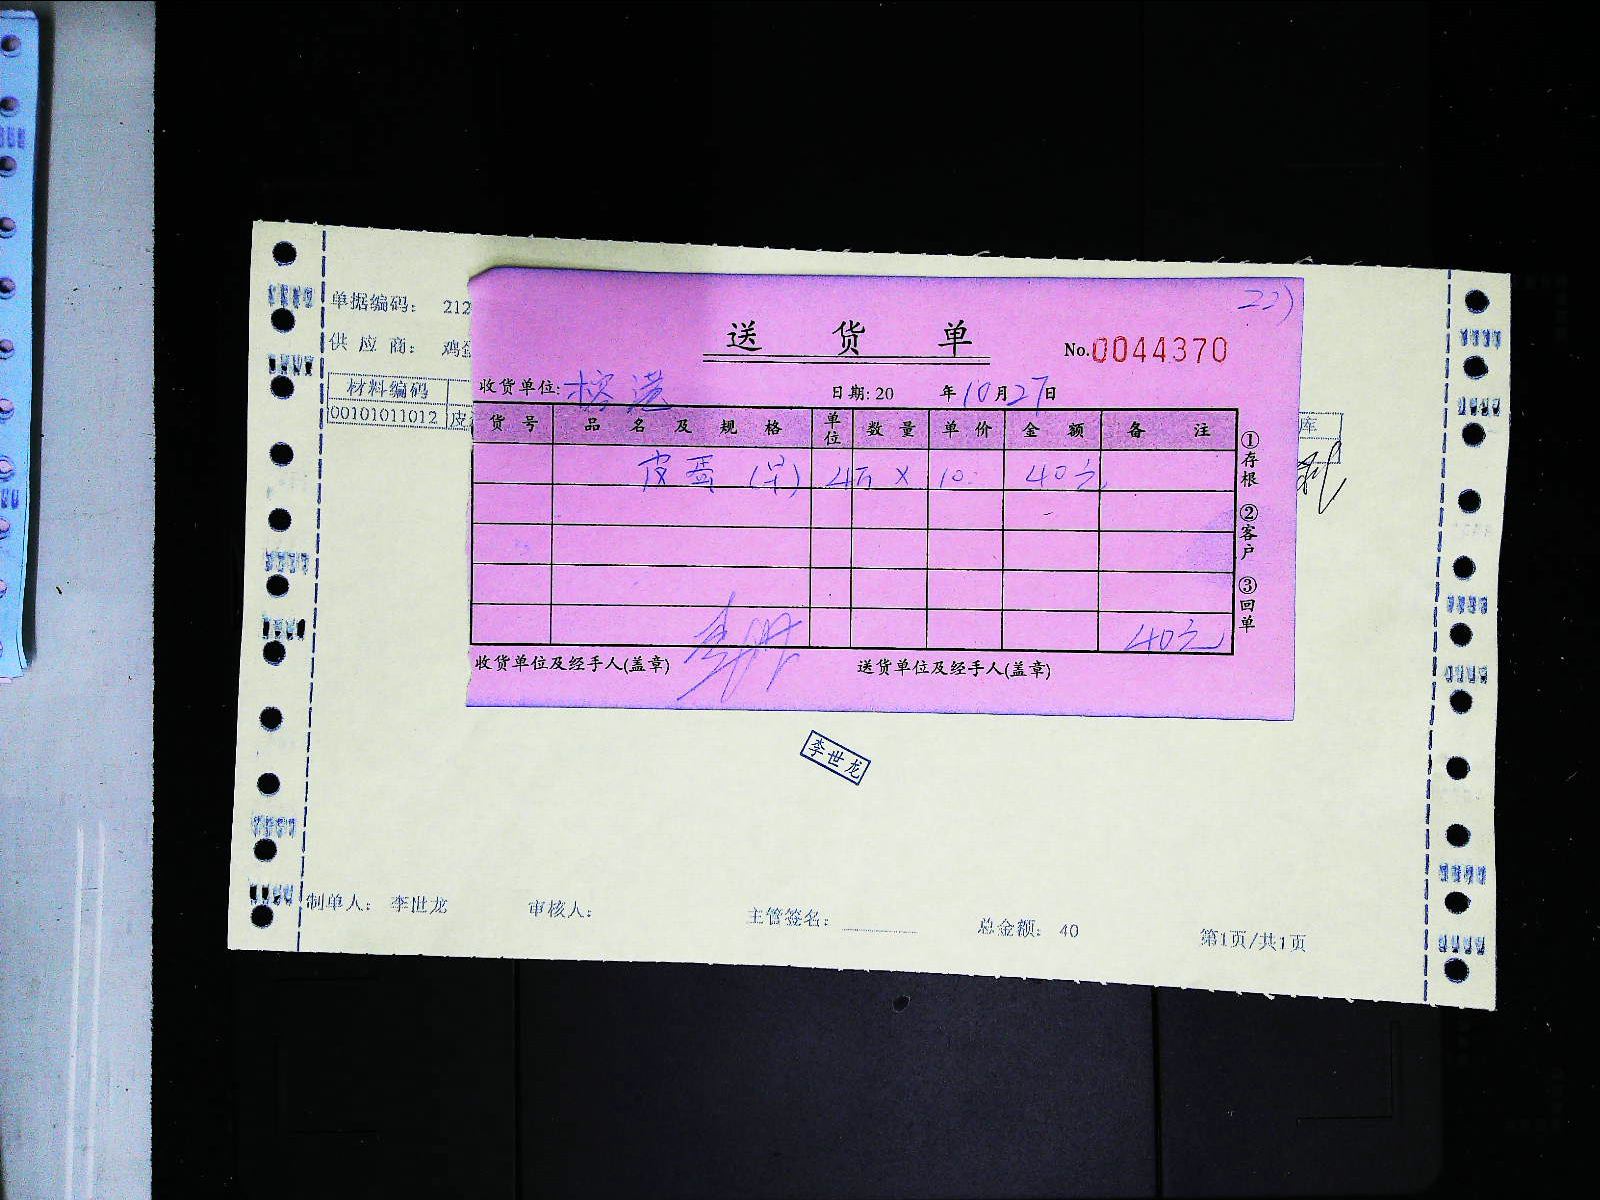 单据编码： 212
供 应 商： 鸡
材料编码
00101011012 皮
库
送 货 单
No.0044370
收货单位: 榕港 日期: 20 年10月27日
货 号 品 名 及 规 格 单位 数 量 单 价 金 额 备 注
皮蛋 4 × 10 40元
40元
①存根 ②客户 ③回单
收货单位及经手人(盖章) 送货单位及经手人(盖章)
李世龙
制单人： 李世龙 审核人： 主管签名： 总金额： 40 第1页/共1页